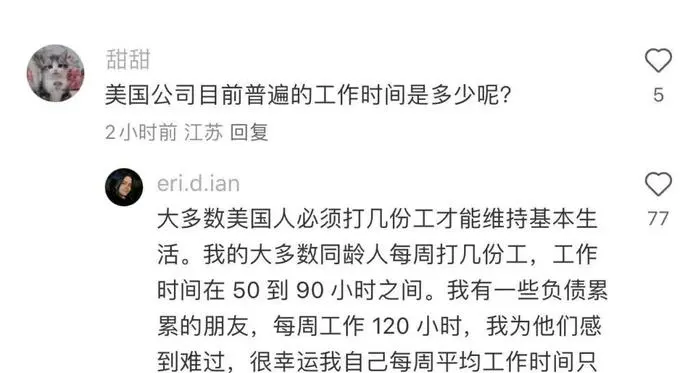 甜甜
美国公司目前普遍的工作时间是多少呢？
5
2小时前 江苏 回复
eri.d.ian
大多数美国人必须打几份工才能维持基本生
77
活。我的大多数同龄人每周打几份工，工作
时间在 50 到 90 小时之间。我有一些负债累
累的朋友，每周工作 120 小时，我为他们感
到难过，很幸运我自己每周平均工作时间只